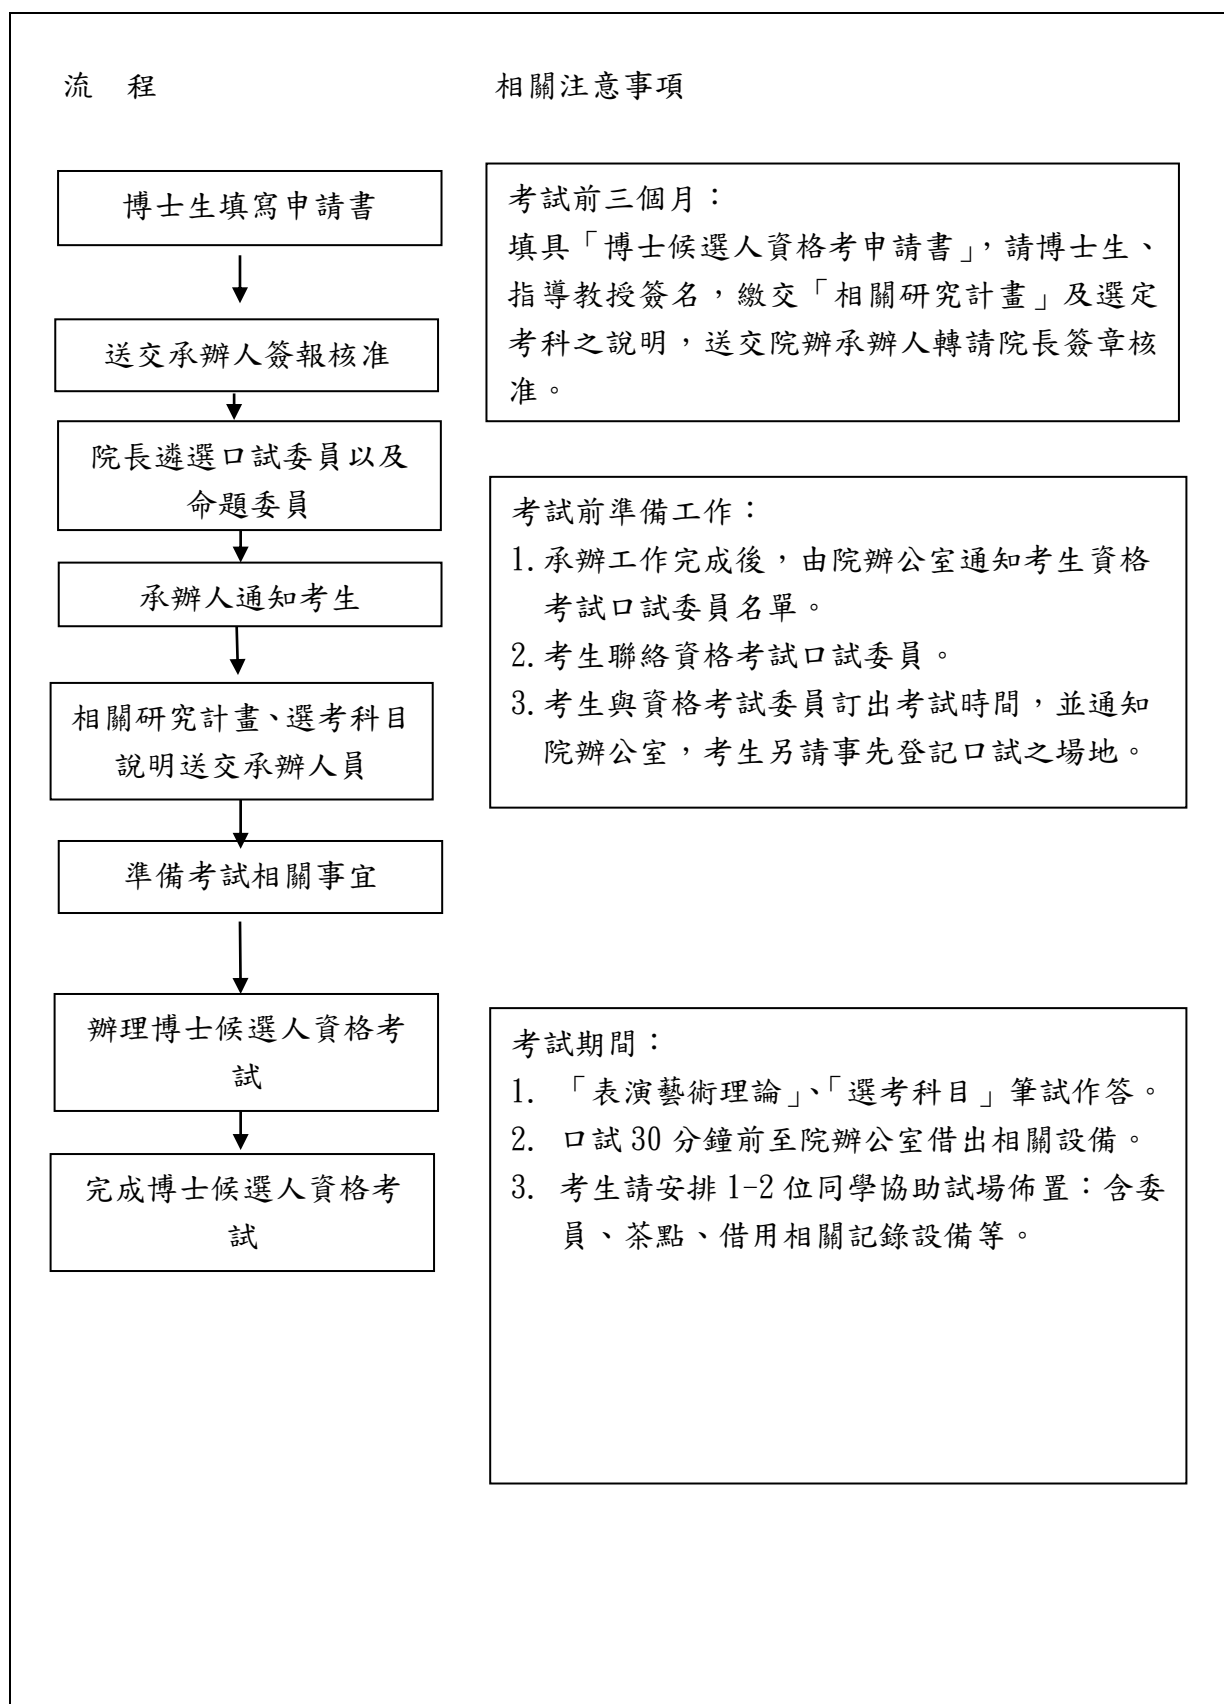 流　程
相關注意事項
博士生填寫申請書
送交承辦人簽報核准
院長遴選口試委員以及
命題委員
承辦人通知考生
相關研究計畫、選考科目
說明送交承辦人員
準備考試相關事宜
辦理博士候選人資格考
試
完成博士候選人資格考
試
考試前三個月：
填具「博士候選人資格考申請書」，請博士生、
指導教授簽名，繳交「相關研究計畫」及選定
考科之說明，送交院辦承辦人轉請院長簽章核
准。
考試前準備工作：
1.承辦工作完成後，由院辦公室通知考生資格
考試口試委員名單。
2.考生聯絡資格考試口試委員。
3.考生與資格考試委員訂出考試時間，並通知
院辦公室，考生另請事先登記口試之場地。
考試期間：
1. 「表演藝術理論」、「選考科目」筆試作答。
2. 口試 30 分鐘前至院辦公室借出相關設備。
3. 考生請安排 1-2 位同學協助試場佈置：含委
員、茶點、借用相關記錄設備等。